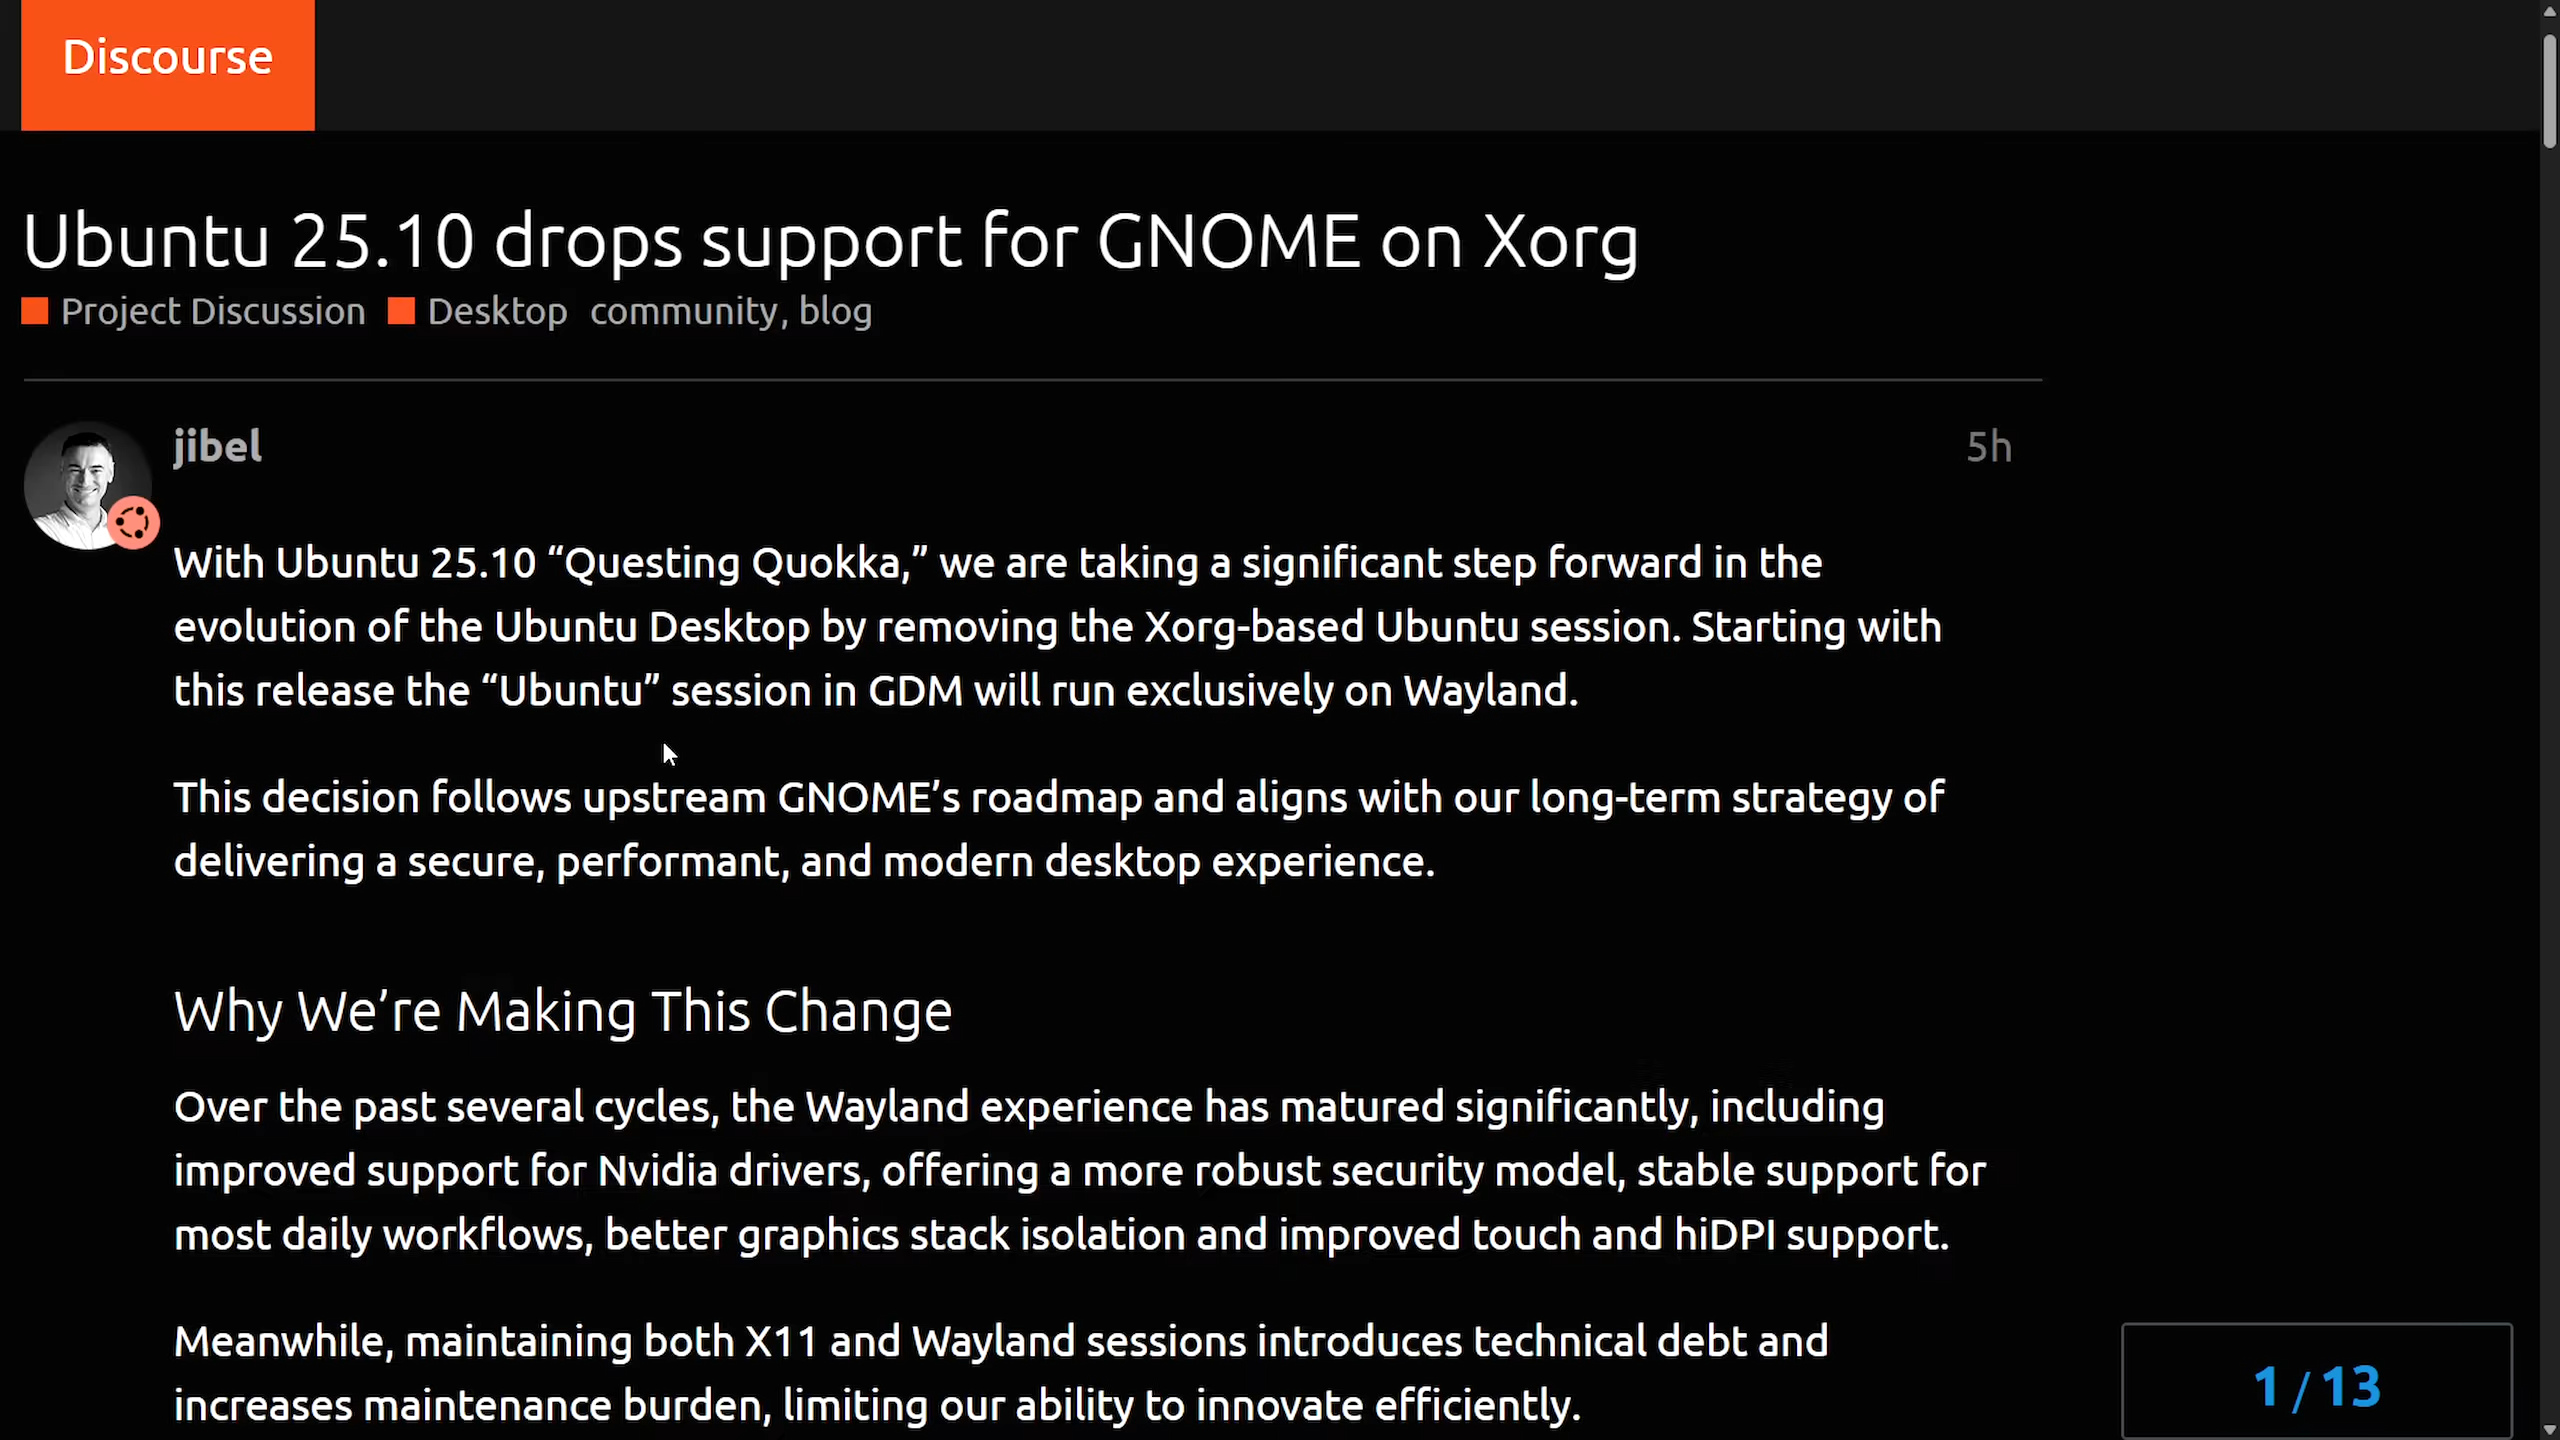 Discourse
Ubuntu 25.10 drops support for GNOME on Xorg
Project Discussion Desktop community, blog
jibel 5h
With Ubuntu 25.10 “Questing Quokka,” we are taking a significant step forward in the
evolution of the Ubuntu Desktop by removing the Xorg-based Ubuntu session. Starting with
this release the “Ubuntu” session in GDM will run exclusively on Wayland.
This decision follows upstream GNOME’s roadmap and aligns with our long-term strategy of
delivering a secure, performant, and modern desktop experience.
Why We’re Making This Change
Over the past several cycles, the Wayland experience has matured significantly, including
improved support for Nvidia drivers, offering a more robust security model, stable support for
most daily workflows, better graphics stack isolation and improved touch and hiDPI support.
Meanwhile, maintaining both X11 and Wayland sessions introduces technical debt and
increases maintenance burden, limiting our ability to innovate efficiently.
1 / 13